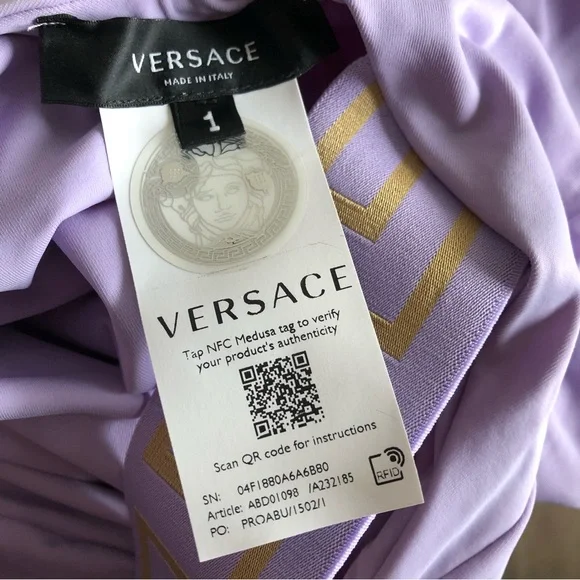 VERSACE
MADE IN ITALY
1
VERSACE
Tap NFC Medusa tag to verify
your product's authenticity
Scan QR code for instructions
SN: 04F1880A6A6B80
Article: ABD01098 /A232185
PO: PROABU/1502/1
RFID